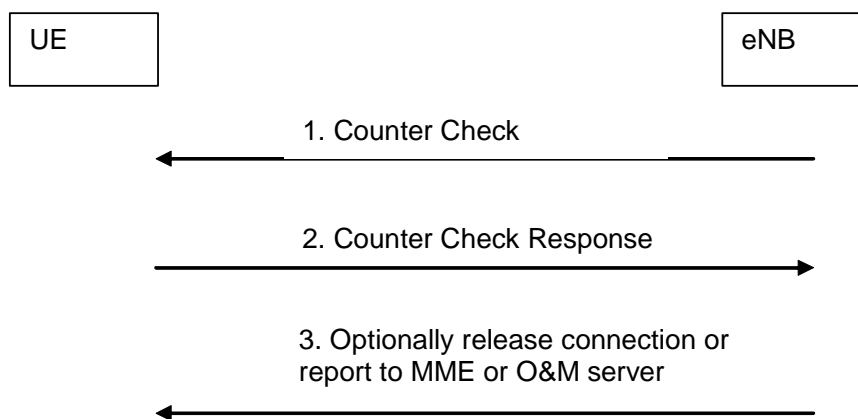 UE
eNB
1. Counter Check
2. Counter Check Response
3. Optionally release connection or
report to MME or O&M server